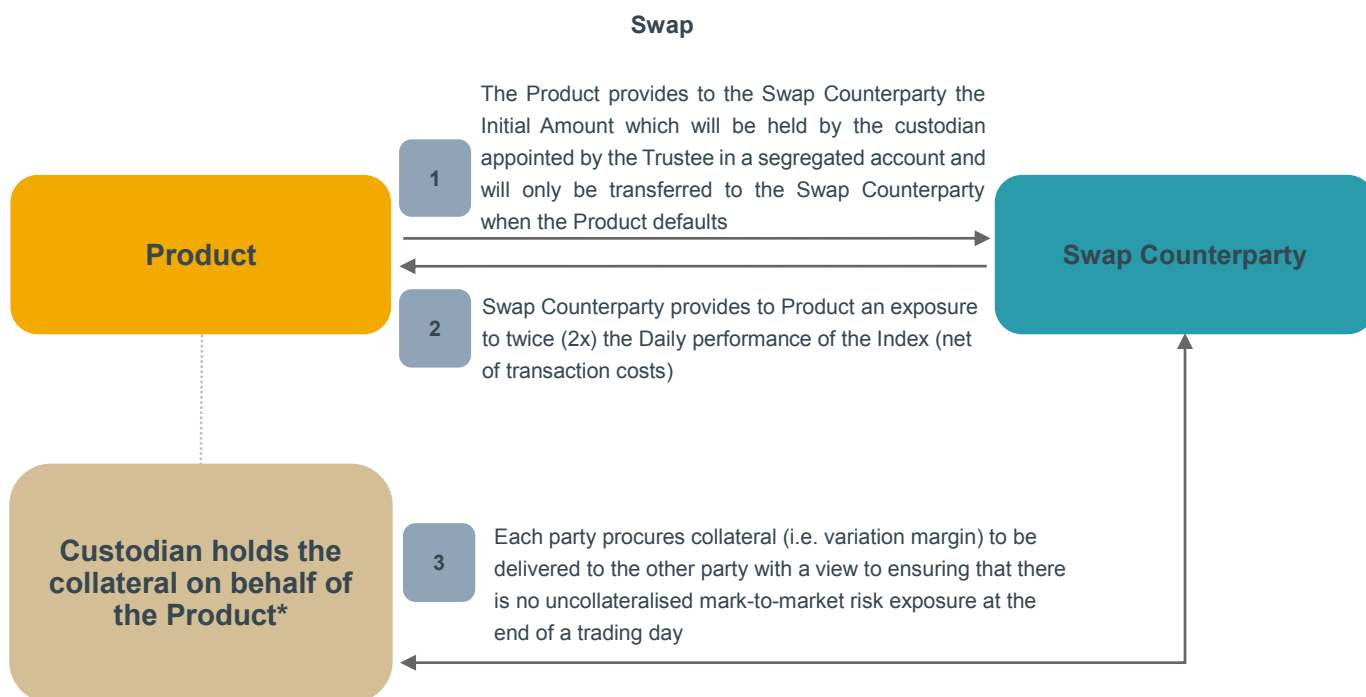 Swap
The Product provides to the Swap Counterparty the
Initial Amount which will be held by the custodian
appointed by the Trustee in a segregated account and
will only be transferred to the Swap Counterparty
when the Product defaults
1
Product
Swap Counterparty
2
Swap Counterparty provides to Product an exposure
to twice (2x) the Daily performance of the Index (net
of transaction costs)
Custodian holds the
collateral on behalf of
the Product*
3
Each party procures collateral (i.e. variation margin) to be
delivered to the other party with a view to ensuring that there
is no uncollateralised mark-to-market risk exposure at the
end of a trading day